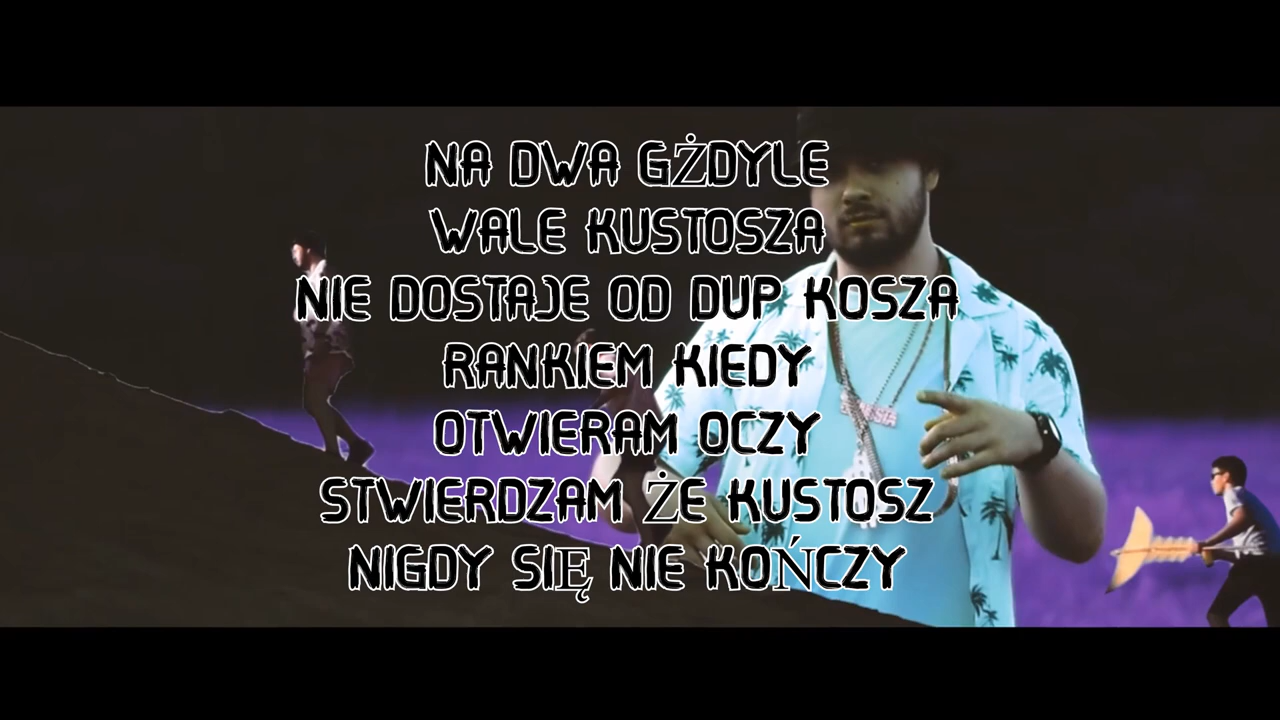 NA DWA GŻDYLE
WALE KUSTOSZA
NIE DOSTAJE OD DUP KOSZA
RANKIEM KIEDY
OTWIERAM OCZY
STWIERDZAM ŻE KUSTOSZ
NIGDY SIĘ NIE KOŃCZY